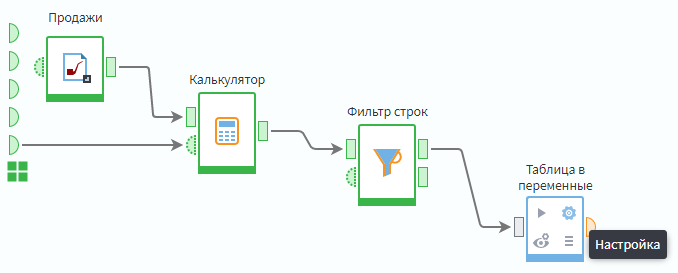 Продажи
Калькулятор
Фильтр строк
Таблица в
переменные
Настройка